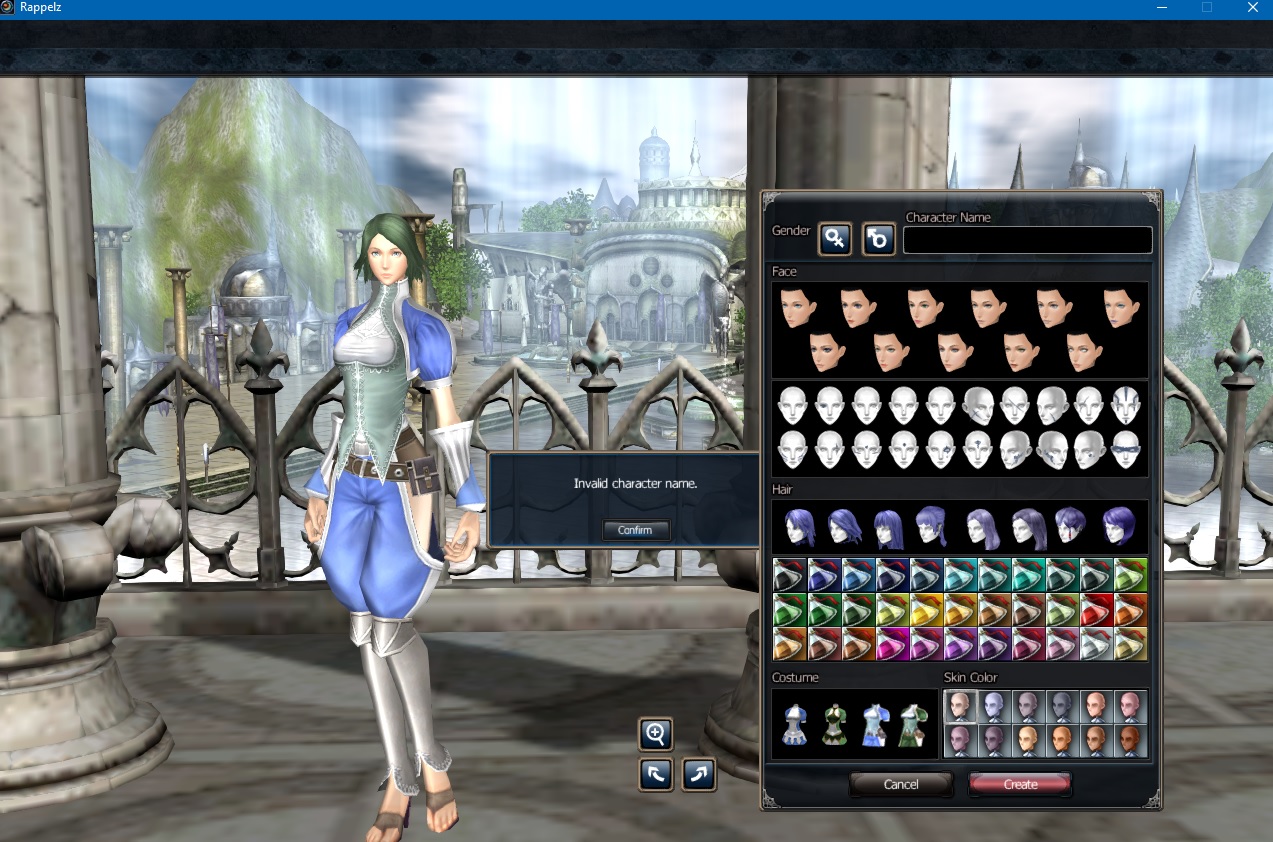 Rappelz
Gender
Character Name
Face
Hair
Invalid character name.
Confirm
Costume
Skin Color
Cancel
Create